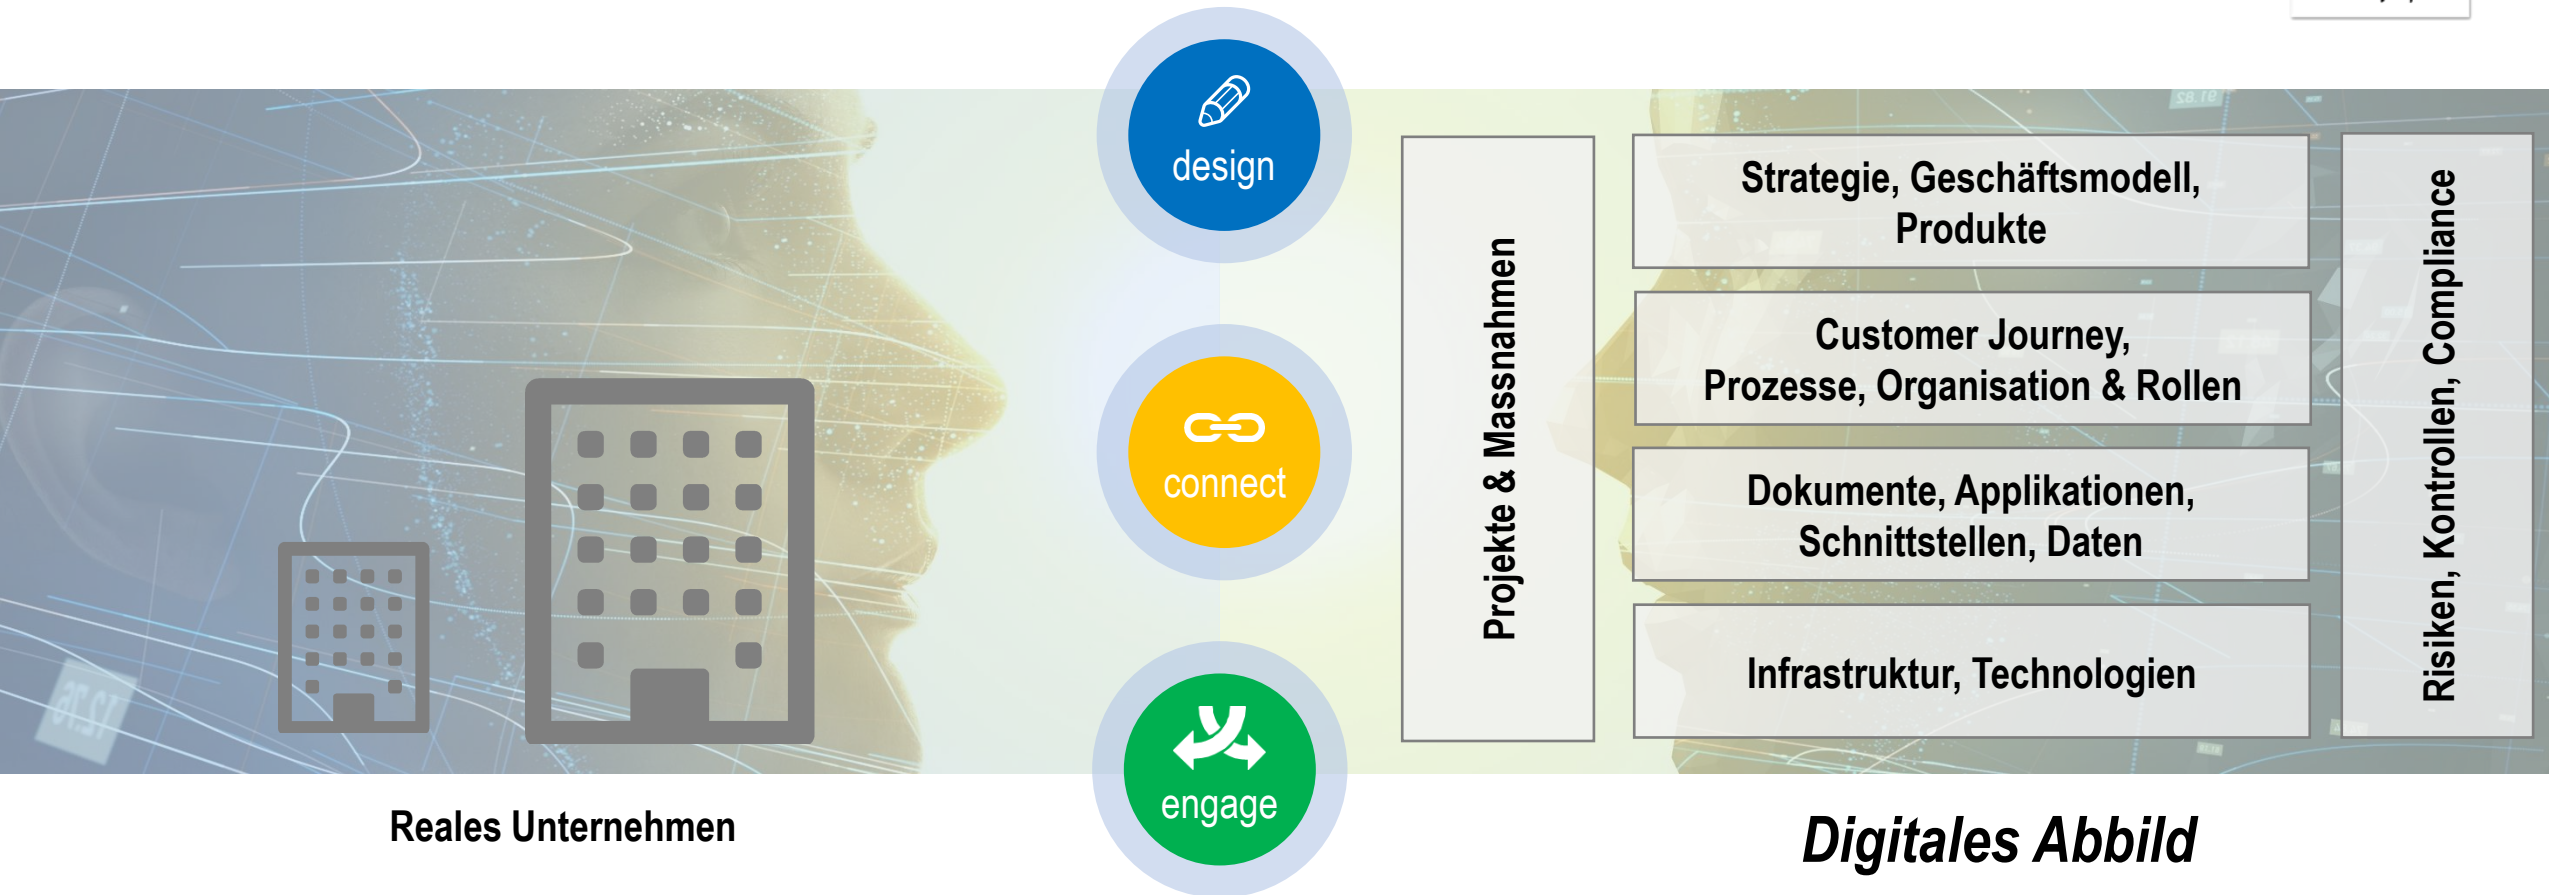 design
connect
engage
Reales Unternehmen
Projekte & Massnahmen
Strategie, Geschäftsmodell,
Produkte
Customer Journey,
Prozesse, Organisation & Rollen
Dokumente, Applikationen,
Schnittstellen, Daten
Infrastruktur, Technologien
Risiken, Kontrollen, Compliance
Digitales Abbild